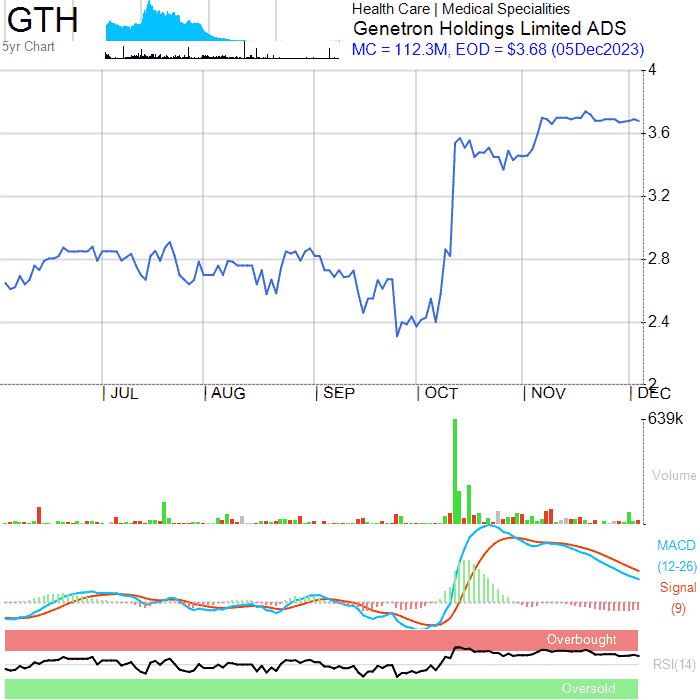 GTH
5yr Chart
Health Care | Medical Specialities
Genetron Holdings Limited ADS
MC = 112.3M, EOD = $3.68 (05Dec2023)
4
3.6
3.2
2.8
2.4
2
JUL AUG SEP OCT NOV DEC
639k
Volume
MACD
(12-26)
Signal
(9)
Overbought
RSI(14)
Oversold